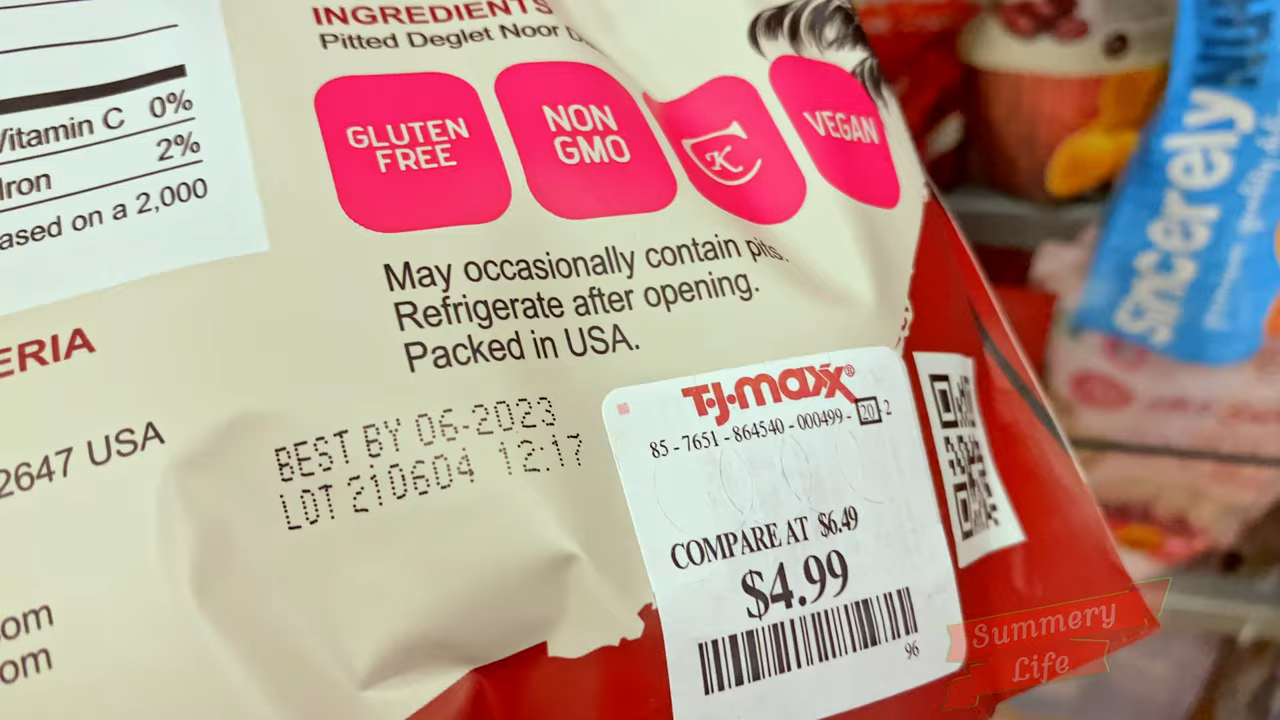 INGREDIENTS
Pitted Deglet Noor
Vitamin C 0%
Iron 2%
ased on a 2,000
GLUTEN
FREE
NON
GMO
K
VEGAN
May occasionally contain pits.
Refrigerate after opening.
Packed in USA.
ERIA
2647 USA
BEST BY 06-2023
LOT 210604 12:17
om
om
T·J·maxx®
85 - 7651 - 864540 - 000499 - 20 -2
COMPARE AT $6.49
$4.99
96
sincerely NUTS
Summery
Life